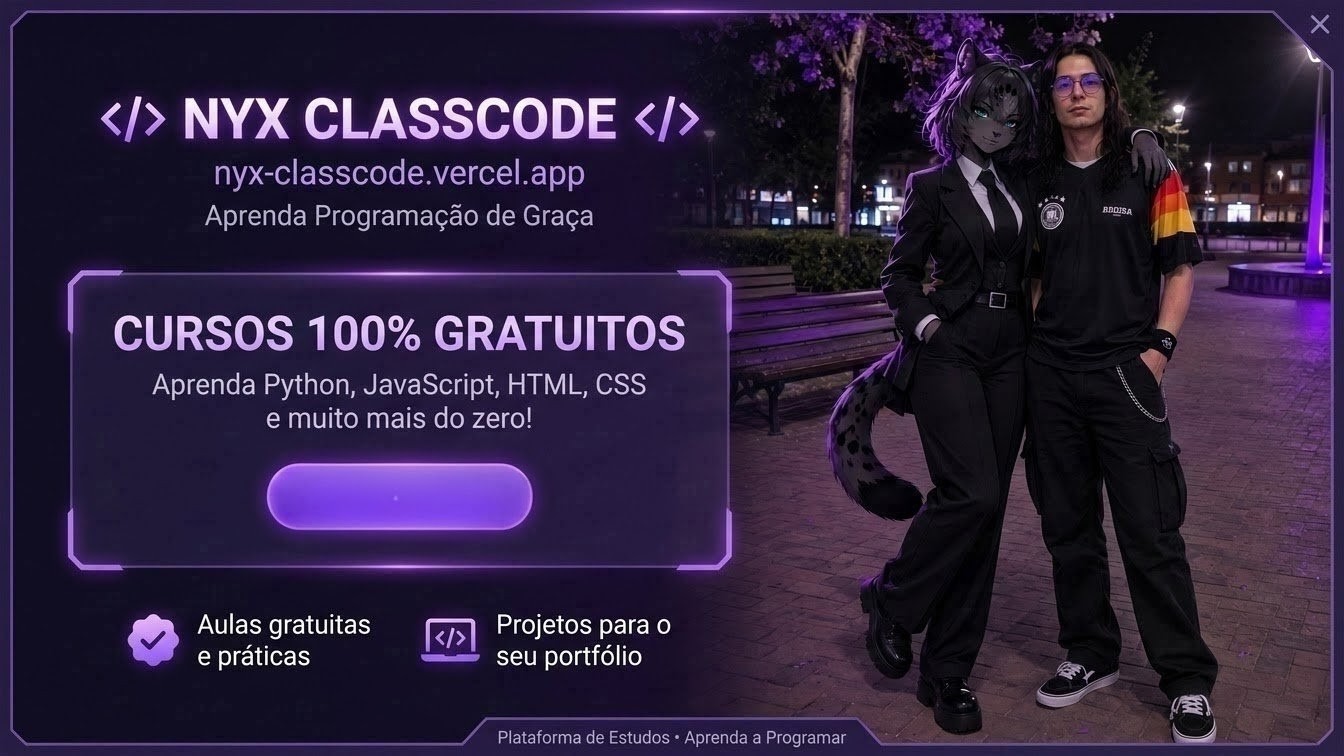 </> NYX CLASSCODE </>
nyx-classcode.vercel.app
Aprenda Programação de Graça
CURSOS 100% GRATUITOS
Aprenda Python, JavaScript, HTML, CSS
e muito mais do zero!
Aulas gratuitas
e práticas
</>
Projetos para o
seu portfólio
Plataforma de Estudos • Aprenda a Programar